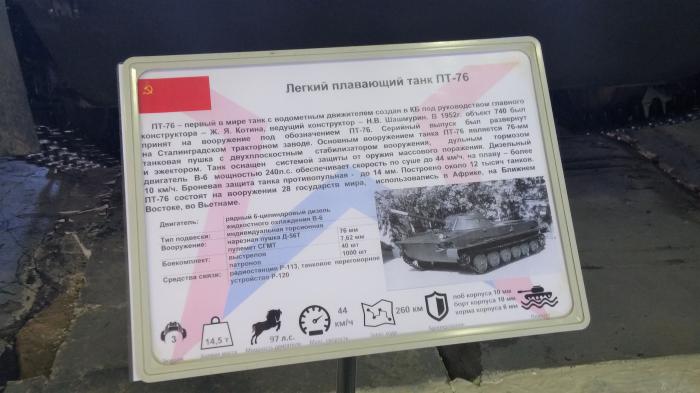 Легкий плавающий танк ПТ-76
ПТ-76 – первый в мире танк с водометным движителем создан в КБ под руководством главного
конструктора – Ж. Я. Котина, ведущий конструктор – Н.В. Шашмурин. В 1952г. объект 740 был
принят на вооружение под обозначением ПТ-76. Серийный выпуск был развернут
на Сталинградском тракторном заводе. Основным вооружением танка ПТ-76 является 76-мм
танковая пушка с двухплоскостным стабилизатором вооружения, дульным тормозом
и эжектором. Танк оснащен системой защиты от оружия массового поражения. Дизельный
двигатель В-6 мощностью 240л.с. обеспечивает скорость по суше до 44 км/ч, на плаву – более
10 км/ч. Броневая защита танка противопульная - до 14 мм. Построено около 12 тысяч танков.
ПТ-76 состоят на вооружении 28 государств мира, использовались в Африке, на Ближнем
Востоке, во Вьетнаме.
Двигатель: рядный 6-цилиндровый дизель
жидкостного охлаждения В-6
Тип подвески: индивидуальная торсионная
Вооружение: нарезная пушка Д-56Т 76 мм
пулемет СГМТ 7,62 мм
Боекомплект: выстрелов 40 шт
патронов 1000 шт
Средства связи: радиостанция Р-113, танковое переговорное
устройство Р-120
3
14,5 т
97 л.с.
44
км/ч
260 км
лоб корпуса 10 мм
борт корпуса 10 мм
корма корпуса 6 мм
Боевая масса
Мощность двигателя
Макс. скорость